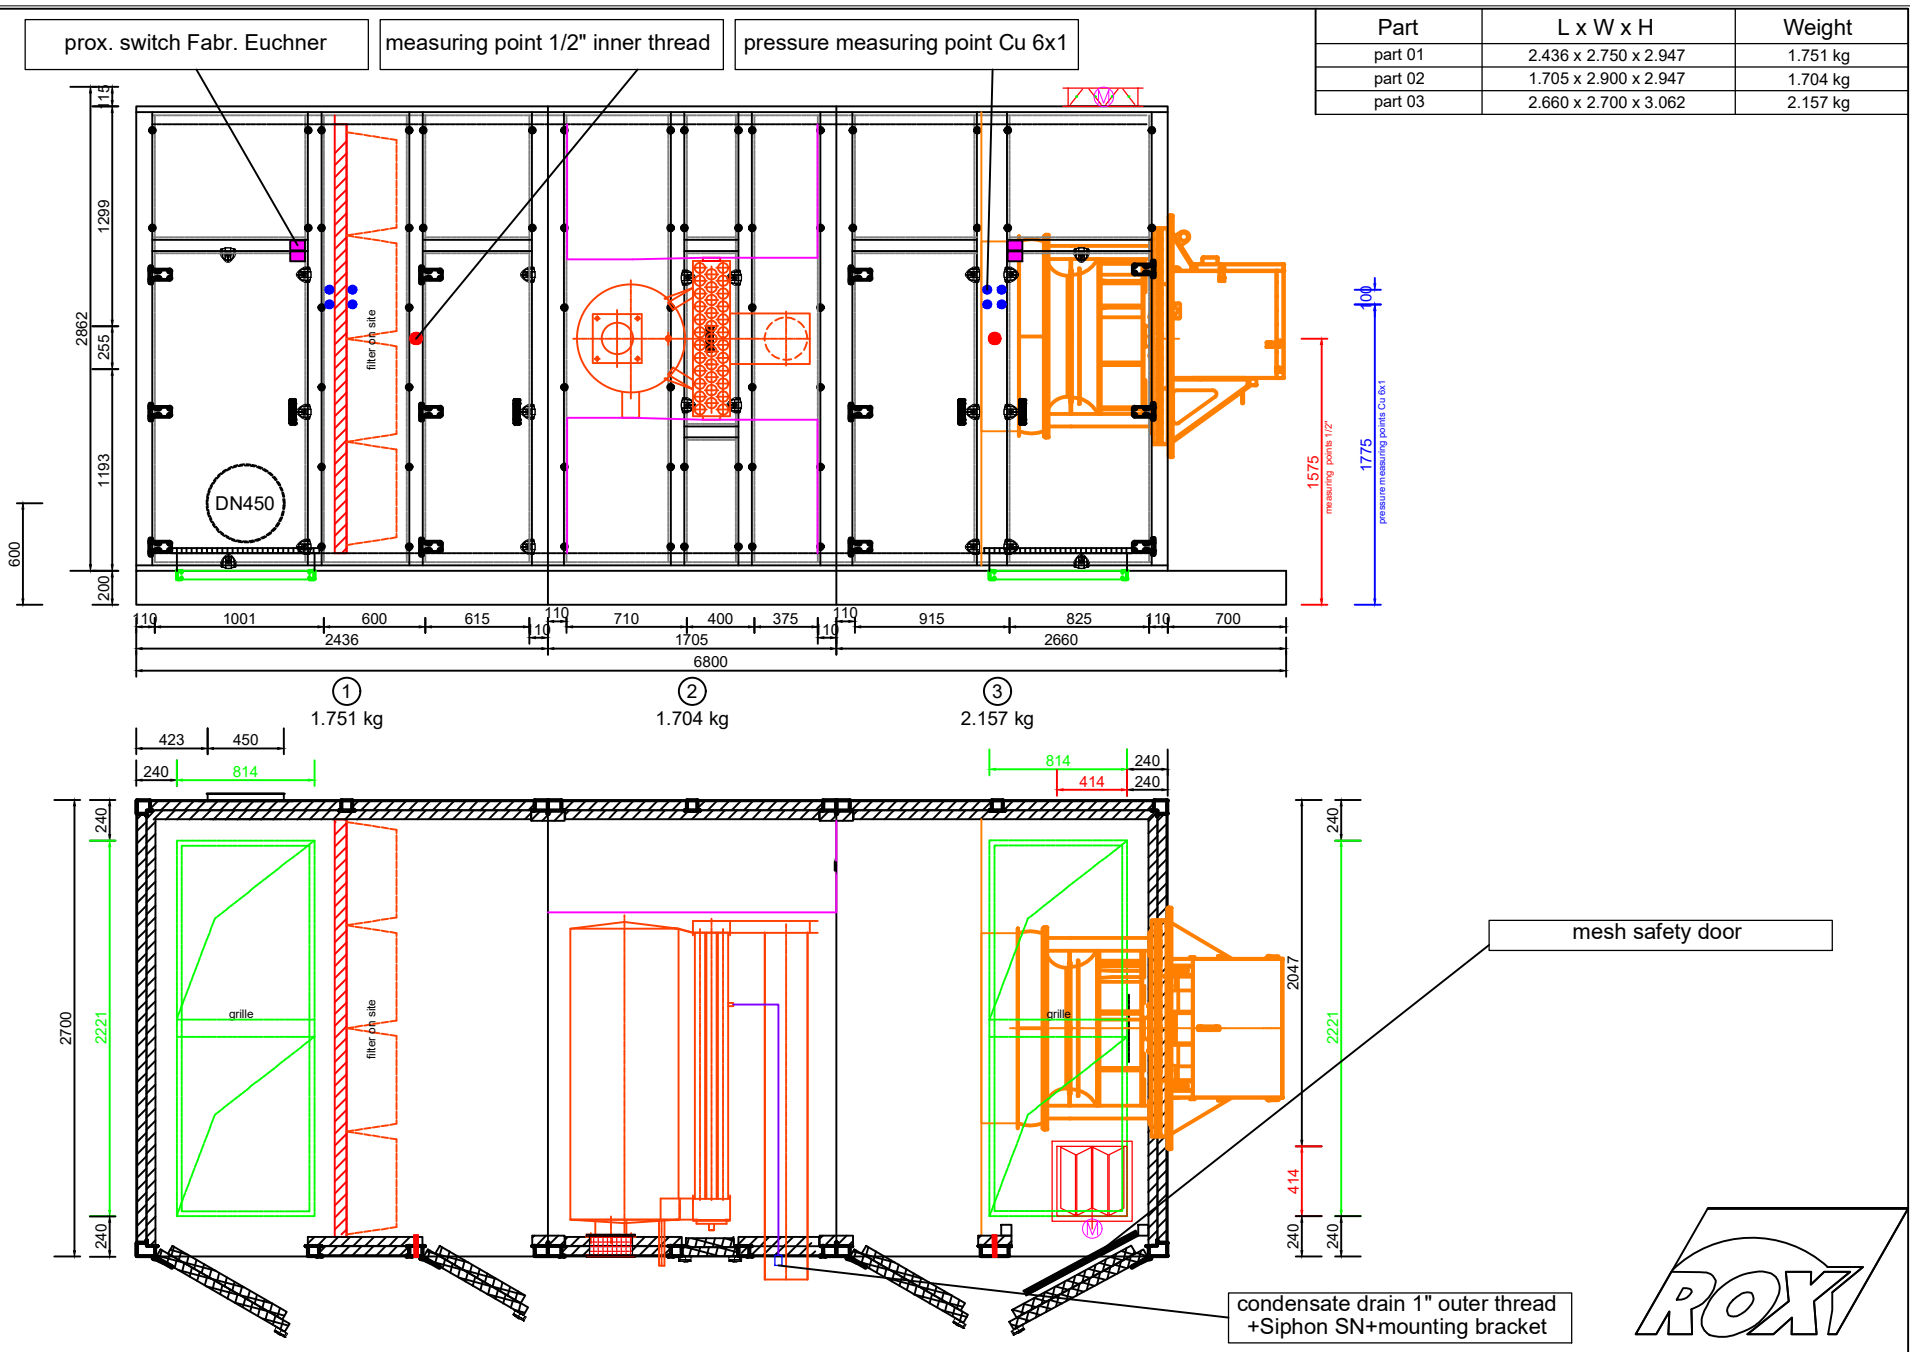 prox. switch Fabr. Euchner
measuring point 1/2" inner thread
pressure measuring point Cu 6x1
Part L x W x H Weight
part 01 2.436 x 2.750 x 2.947 1.751 kg
part 02 1.705 x 2.900 x 2.947 1.704 kg
part 03 2.660 x 2.700 x 3.062 2.157 kg
M
115
1299
2862
255
1193
600
200
filter on site
DN450
100
1575
measuring points 1/2"
1775
pressure measuring points Cu 6x1
110 1001 600 615 110 110 710 400 375 110 110 915 825 110 700
2436 1705 2660
6800
1 2 3
1.751 kg 1.704 kg 2.157 kg
423 450
240 814
814 240
414 240
240
2700
2221
240
grille
filter on site
grille
240
2047
2221
414
240
240
M
mesh safety door
condensate drain 1" outer thread
+Siphon SN+mounting bracket
ROX